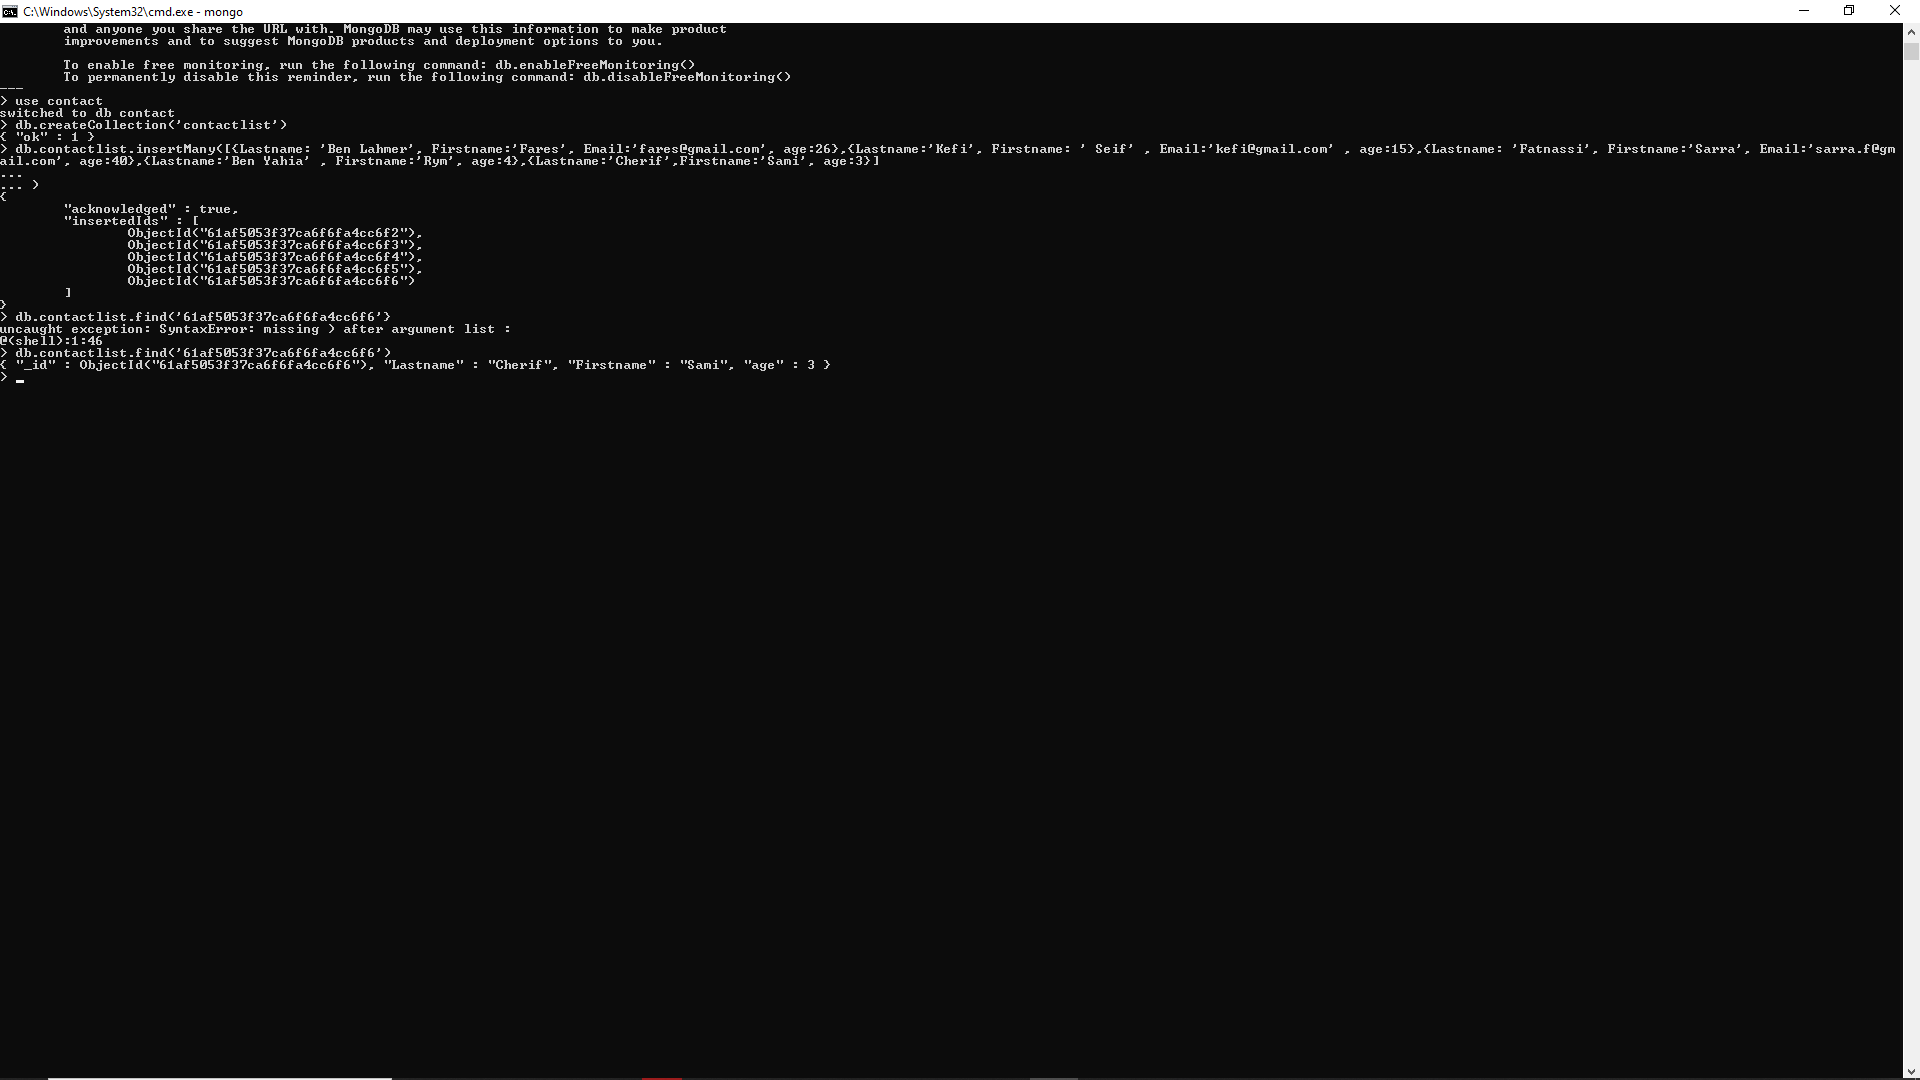 C:\Windows\System32\cmd.exe - mongo
and anyone you share the URL with. MongoDB may use this information to make product
improvements and to suggest MongoDB products and deployment options to you.
To enable free monitoring, run the following command: db.enableFreeMonitoring()
To permanently disable this reminder, run the following command: db.disableFreeMonitoring()
---
> use contact
switched to db contact
> db.createCollection('contactlist')
{ "ok" : 1 }
> db.contactlist.insertMany([{Lastname: 'Ben Lahmer', Firstname:'Fares', Email:'fares@gmail.com', age:26},{Lastname:'Kefi', Firstname: ' Seif' , Email:'kefi@gmail.com' , age:15},{Lastname: 'Fatnassi', Firstname:'Sarra', Email:'sarra.f@gm
ail.com', age:40},{Lastname:'Ben Yahia' , Firstname:'Rym', age:4},{Lastname:'Cherif',Firstname:'Sami', age:3}]
...
... )
{
"acknowledged" : true,
"insertedIds" : [
ObjectId("61af5053f37ca6f6fa4cc6f2"),
ObjectId("61af5053f37ca6f6fa4cc6f3"),
ObjectId("61af5053f37ca6f6fa4cc6f4"),
ObjectId("61af5053f37ca6f6fa4cc6f5"),
ObjectId("61af5053f37ca6f6fa4cc6f6")
]
}
> db.contactlist.find('61af5053f37ca6f6fa4cc6f6'}
uncaught exception: SyntaxError: missing ) after argument list :
@(shell):1:46
> db.contactlist.find('61af5053f37ca6f6fa4cc6f6')
{ "_id" : ObjectId("61af5053f37ca6f6fa4cc6f6"), "Lastname" : "Cherif", "Firstname" : "Sami", "age" : 3 }
>